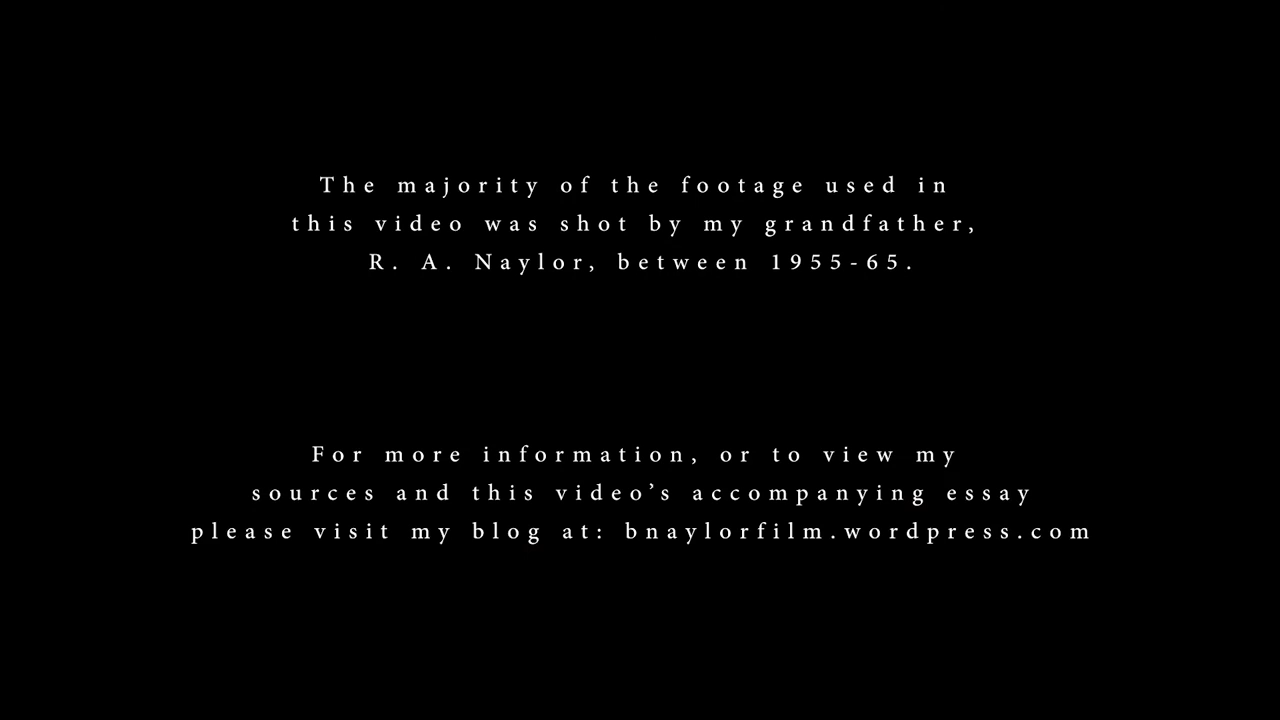 The majority of the footage used in
this video was shot by my grandfather,
R. A. Naylor, between 1955-65.
For more information, or to view my
sources and this video’s accompanying essay
please visit my blog at: bnaylorfilm.wordpress.com